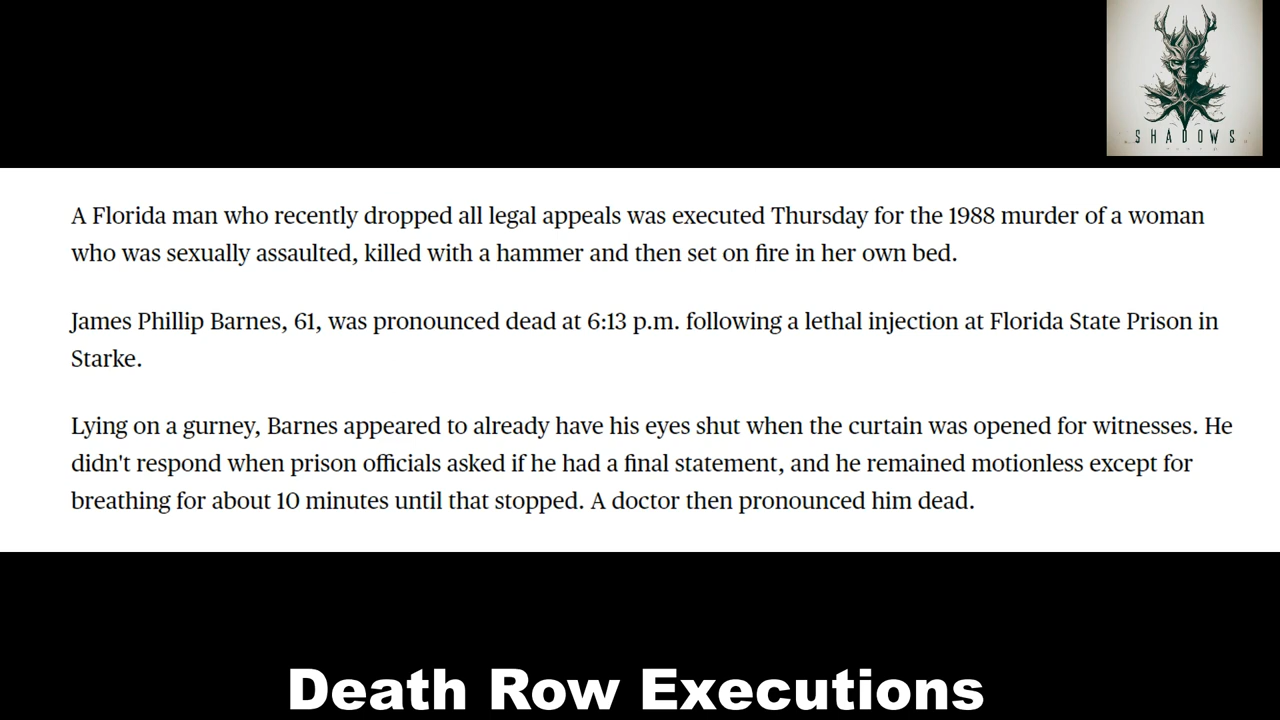 SHADOWS
A Florida man who recently dropped all legal appeals was executed Thursday for the 1988 murder of a woman
who was sexually assaulted, killed with a hammer and then set on fire in her own bed.
James Phillip Barnes, 61, was pronounced dead at 6:13 p.m. following a lethal injection at Florida State Prison in
Starke.
Lying on a gurney, Barnes appeared to already have his eyes shut when the curtain was opened for witnesses. He
didn't respond when prison officials asked if he had a final statement, and he remained motionless except for
breathing for about 10 minutes until that stopped. A doctor then pronounced him dead.
Death Row Executions